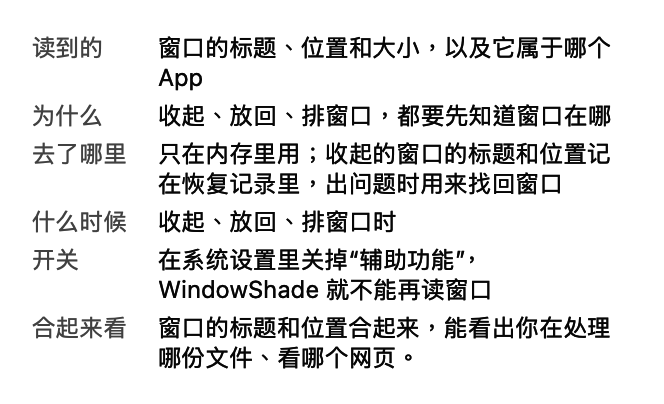 读到的 窗口的标题、位置和大小，以及它属于哪个
App
为什么 收起、放回、排窗口，都要先知道窗口在哪
去了哪里 只在内存里用；收起的窗口的标题和位置记
在恢复记录里，出问题时用来找回窗口
什么时候 收起、放回、排窗口时
开关 在系统设置里关掉“辅助功能”，
WindowShade 就不能再读窗口
合起来看 窗口的标题和位置合起来，能看出你在处理
哪份文件、看哪个网页。